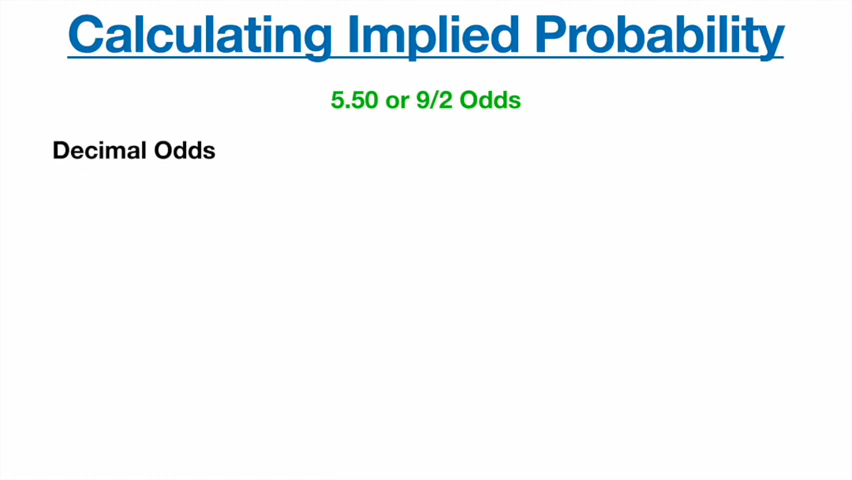 Calculating Implied Probability
5.50 or 9/2 Odds
Decimal Odds